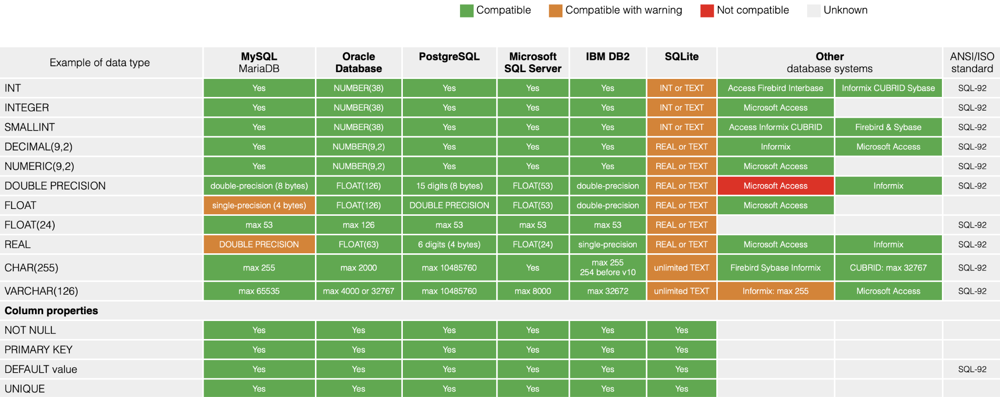 Compatible Compatible with warning Not compatible Unknown
Example of data type MySQL Oracle PostgreSQL Microsoft IBM DB2 SQLite Other ANSI/ISO
MariaDB Database SQL Server database systems standard
INT Yes NUMBER(38) Yes Yes Yes INT or TEXT Access Firebird Interbase Informix CUBRID Sybase SQL-92
INTEGER Yes NUMBER(38) Yes Yes Yes INT or TEXT Microsoft Access SQL-92
SMALLINT Yes NUMBER(38) Yes Yes Yes INT or TEXT Access Informix CUBRID Firebird & Sybase SQL-92
DECIMAL(9,2) Yes NUMBER(9,2) Yes Yes Yes REAL or TEXT Informix Microsoft Access SQL-92
NUMERIC(9,2) Yes NUMBER(9,2) Yes Yes Yes REAL or TEXT Microsoft Access SQL-92
DOUBLE PRECISION double-precision (8 bytes) FLOAT(126) 15 digits (8 bytes) FLOAT(53) double-precision REAL or TEXT Microsoft Access Informix SQL-92
FLOAT single-precision (4 bytes) FLOAT(126) DOUBLE PRECISION FLOAT(53) double-precision REAL or TEXT Microsoft Access
FLOAT(24) max 53 max 126 max 53 max 53 max 53 REAL or TEXT SQL-92
REAL DOUBLE PRECISION FLOAT(63) 6 digits (4 bytes) FLOAT(24) single-precision REAL or TEXT Microsoft Access Informix SQL-92
CHAR(255) max 255 max 2000 max 10485760 Yes max 255 unlimited TEXT Firebird Sybase Informix CUBRID: max 32767 SQL-92
254 before v10
VARCHAR(126) max 65535 max 4000 or 32767 max 10485760 max 8000 max 32672 unlimited TEXT Informix: max 255 Microsoft Access SQL-92
Column properties
NOT NULL Yes Yes Yes Yes Yes Yes
PRIMARY KEY Yes Yes Yes Yes Yes Yes
DEFAULT value Yes Yes Yes Yes Yes Yes SQL-92
UNIQUE Yes Yes Yes Yes Yes Yes